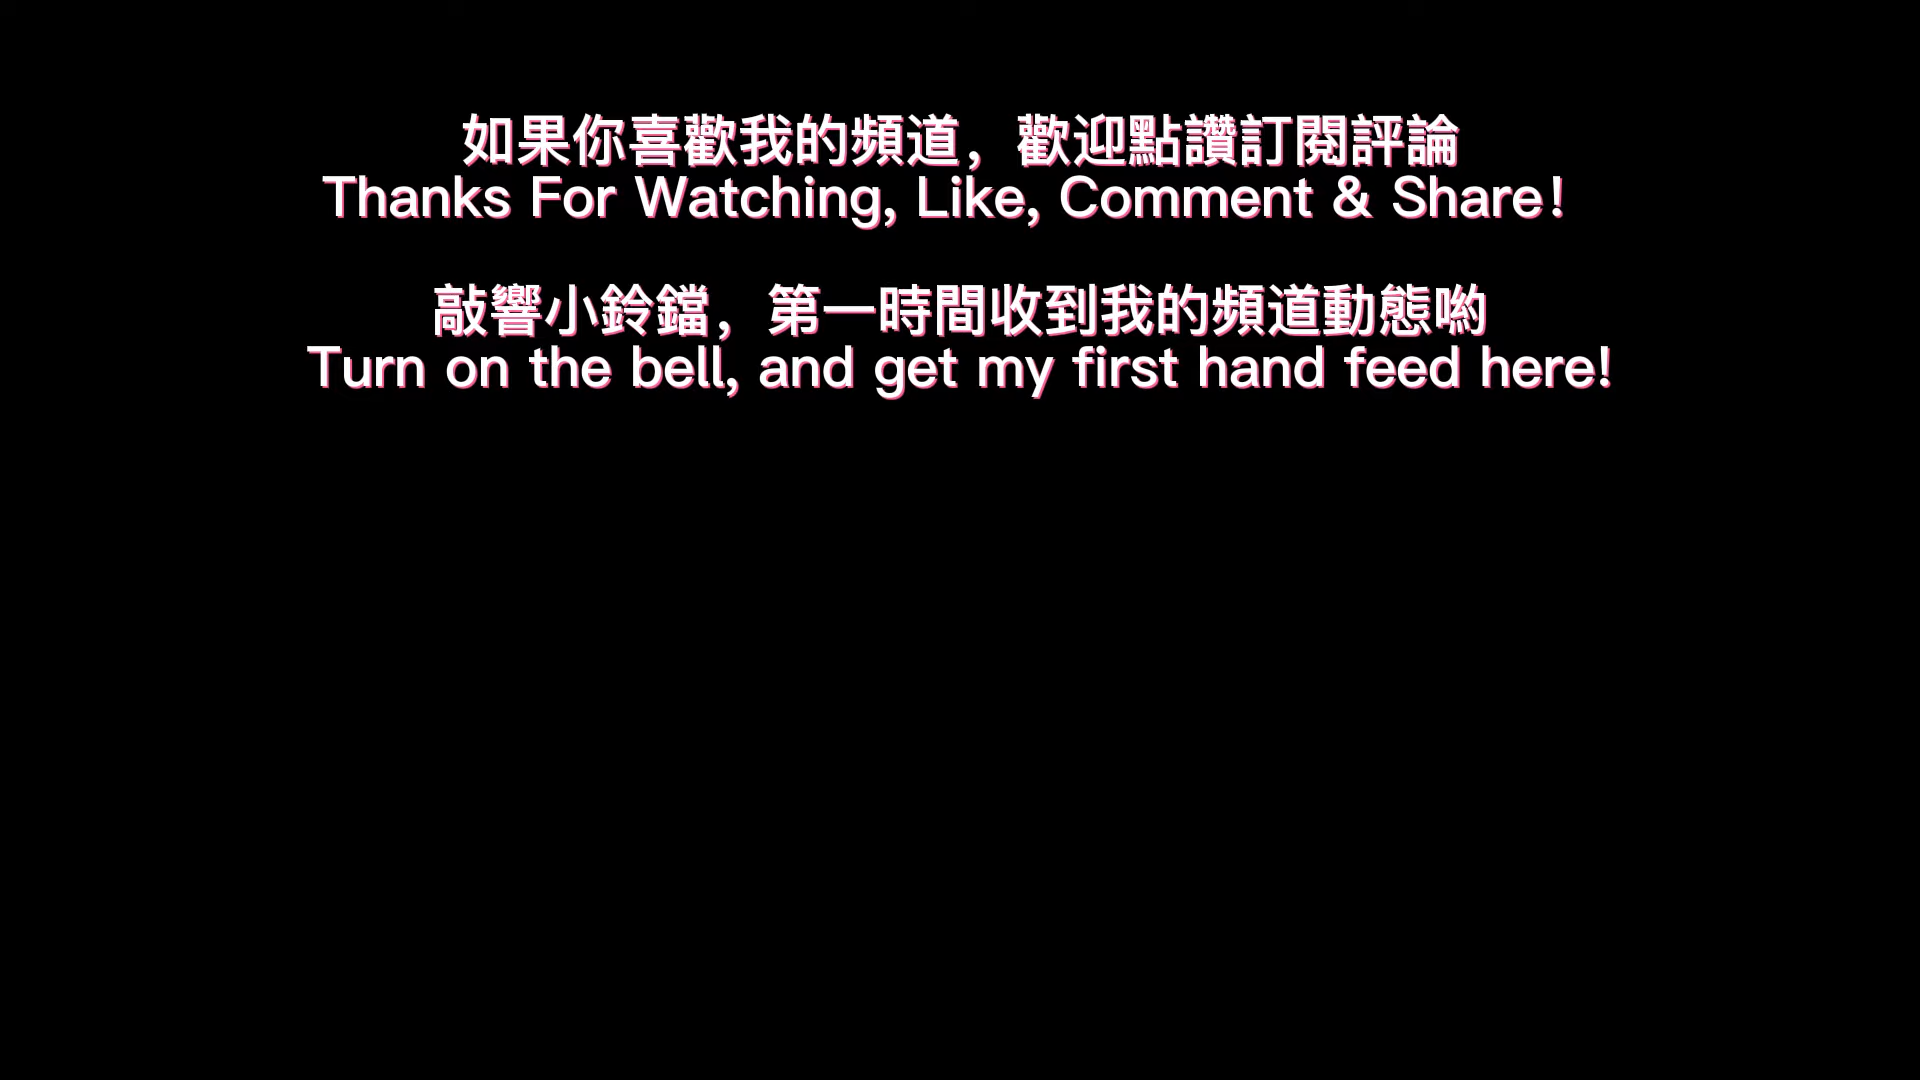 如果你喜歡我的頻道，歡迎點讚訂閱評論
Thanks For Watching, Like, Comment & Share!
敲響小鈴鐺，第一時間收到我的頻道動態喲
Turn on the bell, and get my first hand feed here!